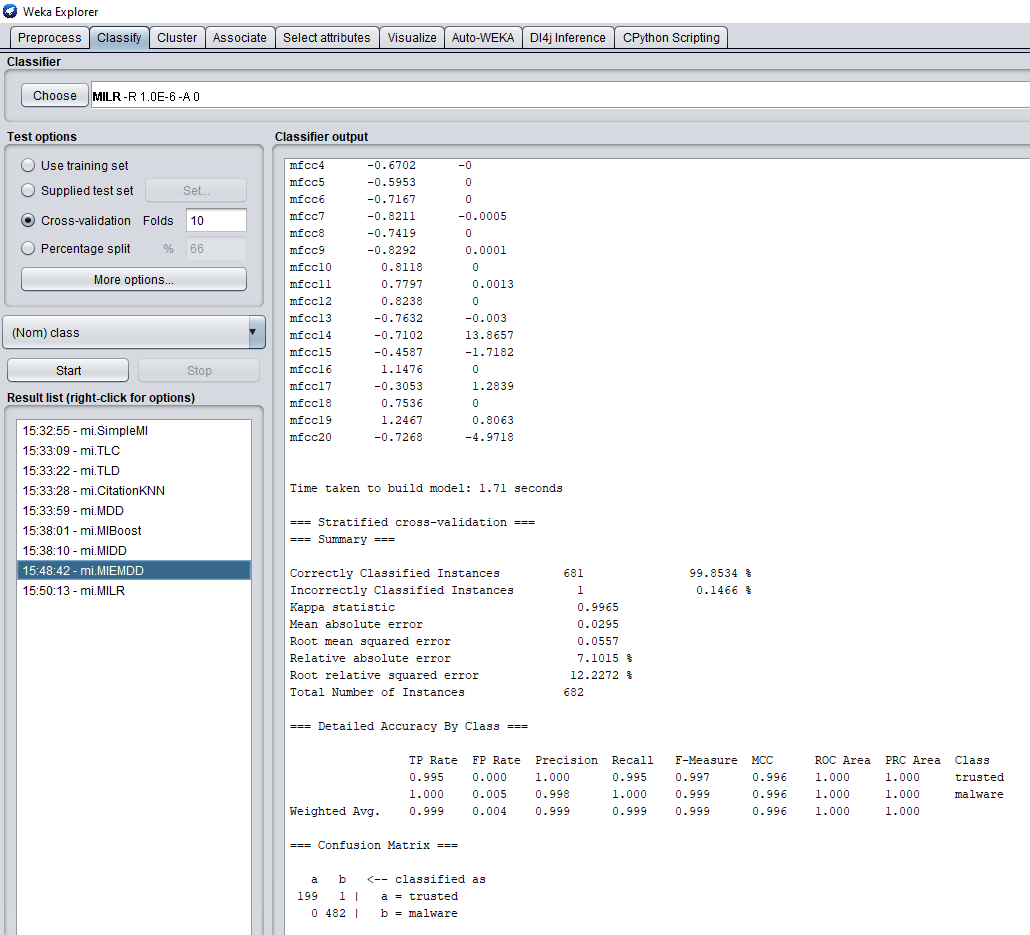 Weka Explorer
Preprocess Classify Cluster Associate Select attributes Visualize Auto-WEKA Dl4j Inference CPython Scripting
Classifier
Choose MILR -R 1.0E-6 -A 0
Test options
Use training set
Supplied test set Set...
Cross-validation Folds 10
Percentage split % 66
More options...
(Nom) class
Start Stop
Result list (right-click for options)
15:32:55 - mi.SimpleMI
15:33:09 - mi.TLC
15:33:22 - mi.TLD
15:33:28 - mi.CitationKNN
15:33:59 - mi.MDD
15:38:01 - mi.MIBoost
15:38:10 - mi.MIDD
15:48:42 - mi.MIEMDD
15:50:13 - mi.MILR
Classifier output
mfcc4 -0.6702 -0
mfcc5 -0.5953 0
mfcc6 -0.7167 0
mfcc7 -0.8211 -0.0005
mfcc8 -0.7419 0
mfcc9 -0.8292 0.0001
mfcc10 0.8118 0
mfcc11 0.7797 0.0013
mfcc12 0.8238 0
mfcc13 -0.7632 -0.003
mfcc14 -0.7102 13.8657
mfcc15 -0.4587 -1.7182
mfcc16 1.1476 0
mfcc17 -0.3053 1.2839
mfcc18 0.7536 0
mfcc19 1.2467 0.8063
mfcc20 -0.7268 -4.9718
Time taken to build model: 1.71 seconds
=== Stratified cross-validation ===
=== Summary ===
Correctly Classified Instances 681 99.8534 %
Incorrectly Classified Instances 1 0.1466 %
Kappa statistic 0.9965
Mean absolute error 0.0295
Root mean squared error 0.0557
Relative absolute error 7.1015 %
Root relative squared error 12.2272 %
Total Number of Instances 682
=== Detailed Accuracy By Class ===
TP Rate FP Rate Precision Recall F-Measure MCC ROC Area PRC Area Class
0.995 0.000 1.000 0.995 0.997 0.996 1.000 1.000 trusted
1.000 0.005 0.998 1.000 0.999 0.996 1.000 1.000 malware
Weighted Avg. 0.999 0.004 0.999 0.999 0.999 0.996 1.000 1.000
=== Confusion Matrix ===
a b <-- classified as
199 1 | a = trusted
0 482 | b = malware